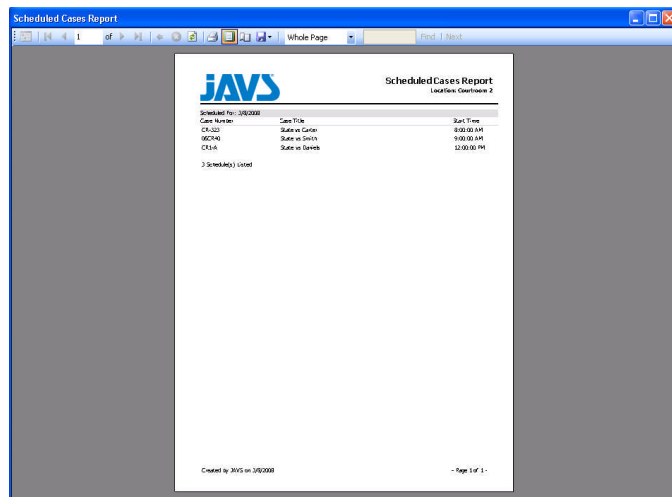 Scheduled Cases Report
1 of Whole Page Find | Next
jAVS
Scheduled Cases Report
Location: Courtroom 2
Scheduled For: 3/8/2008
Case Number Case Title Start Time
CR-323 State vs Carter 8:00:00 AM
06CR40 State vs Smith 9:00:00 AM
CR1-A State vs Daniels 12:00:00 PM
3 Schedule(s) Listed
Created by JAVS on 3/8/2008 - Page 1 of 1 -